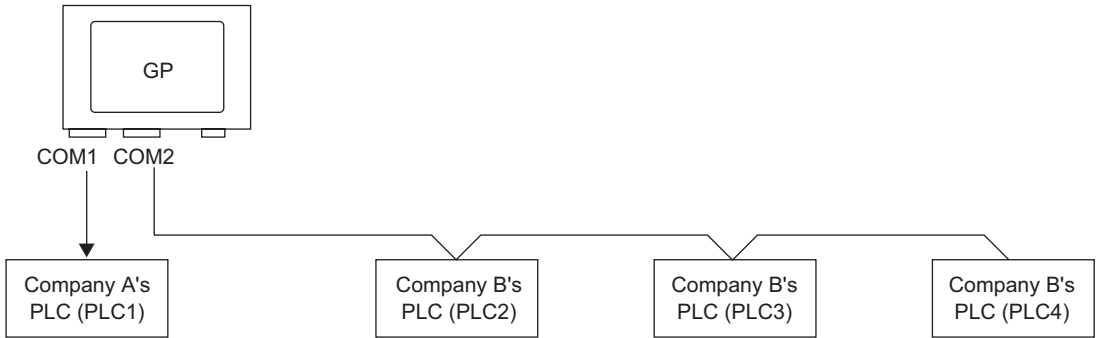 GP
COM1 COM2
Company A's
PLC (PLC1)
Company B's
PLC (PLC2)
Company B's
PLC (PLC3)
Company B's
PLC (PLC4)